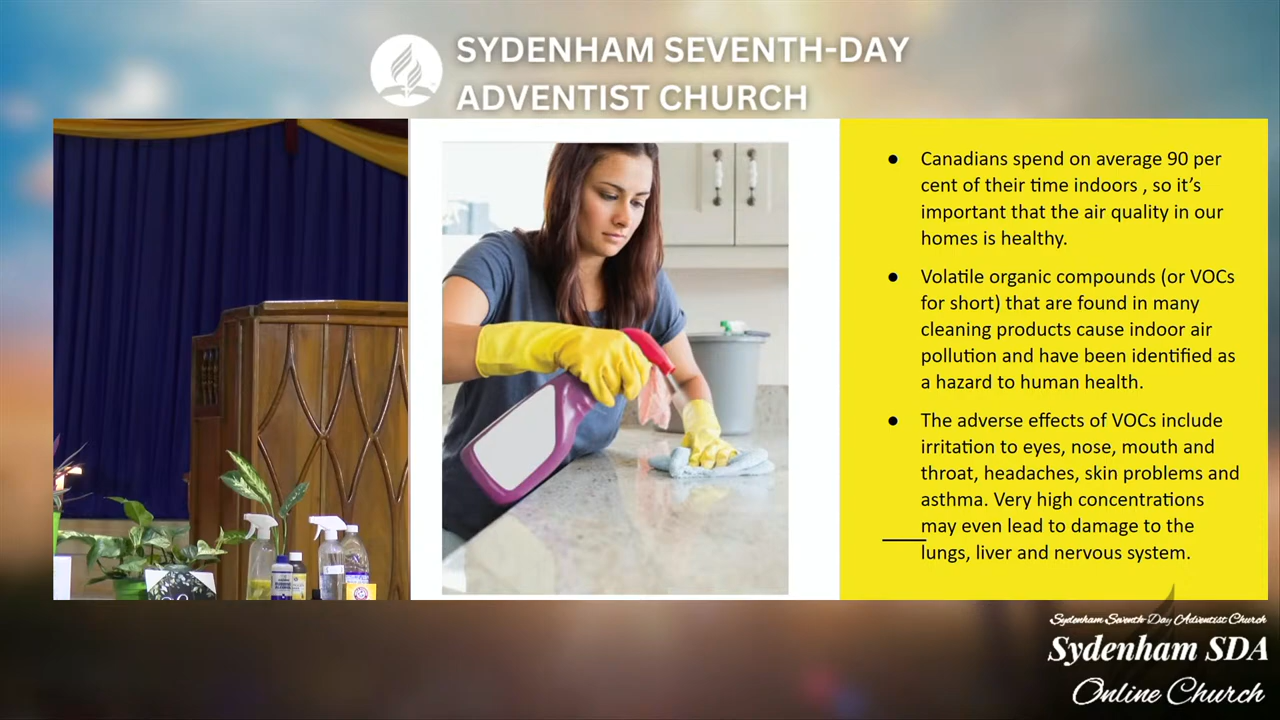 SYDENHAM SEVENTH-DAY
ADVENTIST CHURCH
● Canadians spend on average 90 per
cent of their time indoors , so it's
important that the air quality in our
homes is healthy.
● Volatile organic compounds (or VOCs
for short) that are found in many
cleaning products cause indoor air
pollution and have been identified as
a hazard to human health.
● The adverse effects of VOCs include
irritation to eyes, nose, mouth and
throat, headaches, skin problems and
asthma. Very high concentrations
may even lead to damage to the
lungs, liver and nervous system.
Sydenham Seventh-Day Adventist Church
Sydenham SDA
Online Church